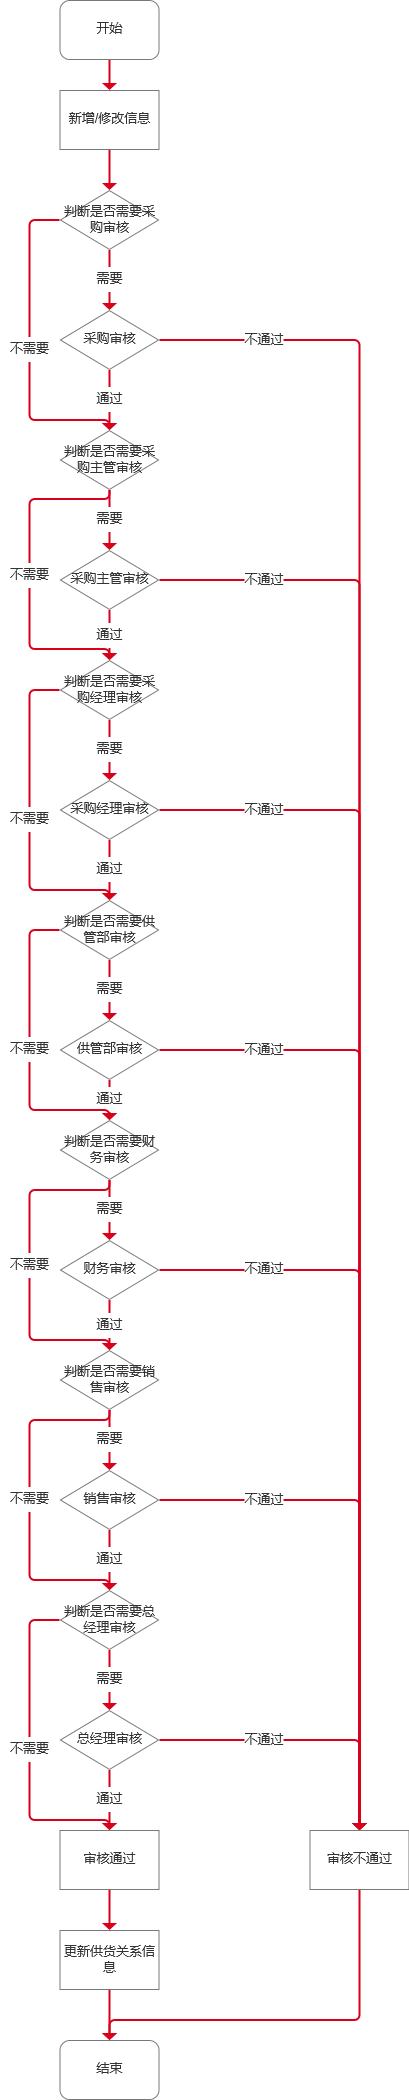 开始
新增/修改信息
判断是否需要采
购审核
需要
不需要
采购审核
不通过
通过
判断是否需要采
购主管审核
需要
不需要
采购主管审核
不通过
通过
判断是否需要采
购经理审核
需要
不需要
采购经理审核
不通过
通过
判断是否需要供
管部审核
需要
不需要
供管部审核
不通过
通过
判断是否需要财
务审核
需要
不需要
财务审核
不通过
通过
判断是否需要销
售审核
需要
不需要
销售审核
不通过
通过
判断是否需要总
经理审核
需要
不需要
总经理审核
不通过
通过
审核通过
审核不通过
更新供货关系信
息
结束